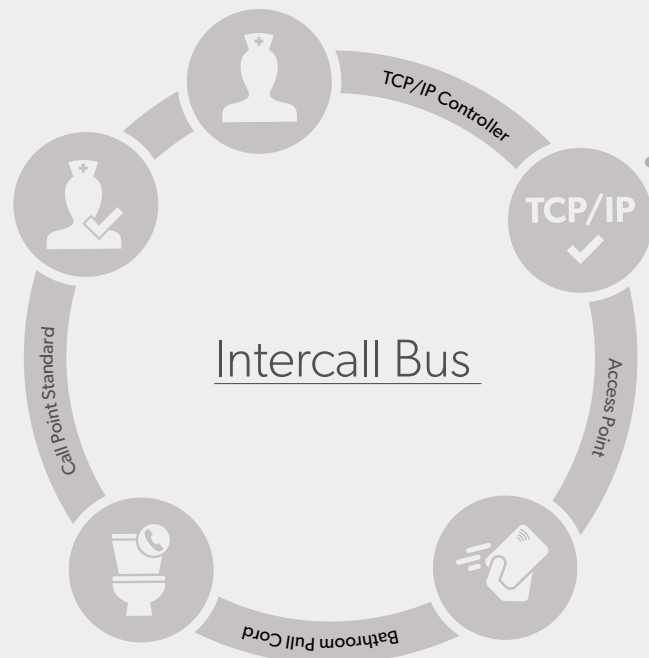 TCP/IP Controller
TCP/IP
Intercall Bus
Access Point
Call Point Standard
Bathroom Pull Cord